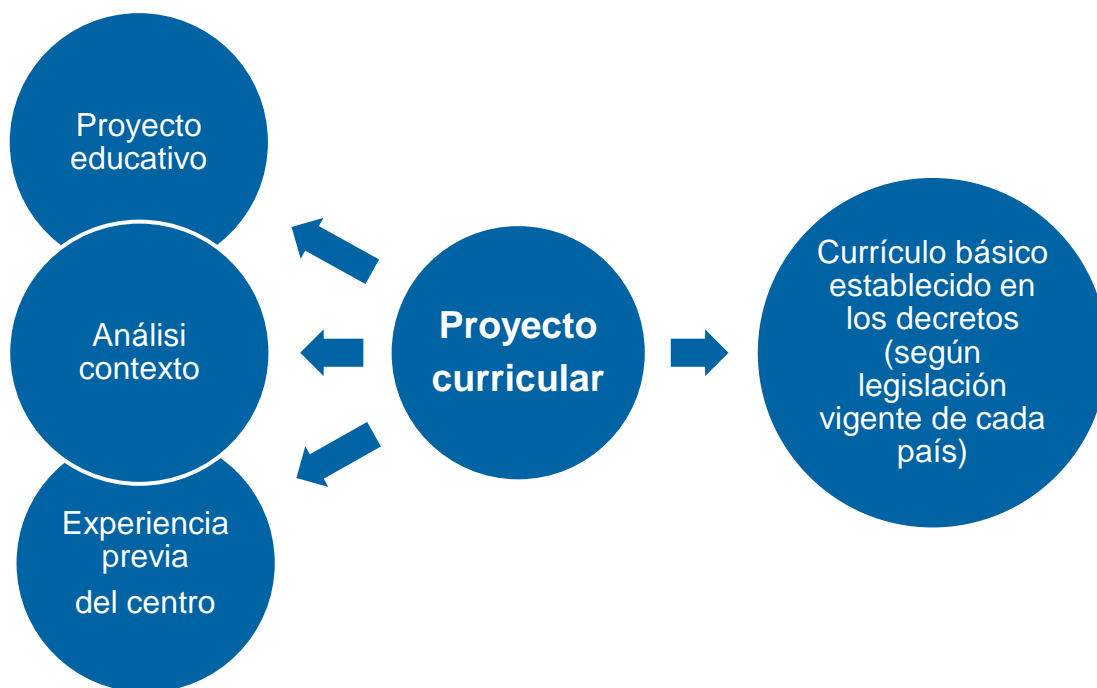 Proyecto
educativo
Análisi
contexto
Experiencia
previa
del centro
Proyecto
curricular
Currículo básico
establecido en
los decretos
(según
legislación
vigente de cada
país)